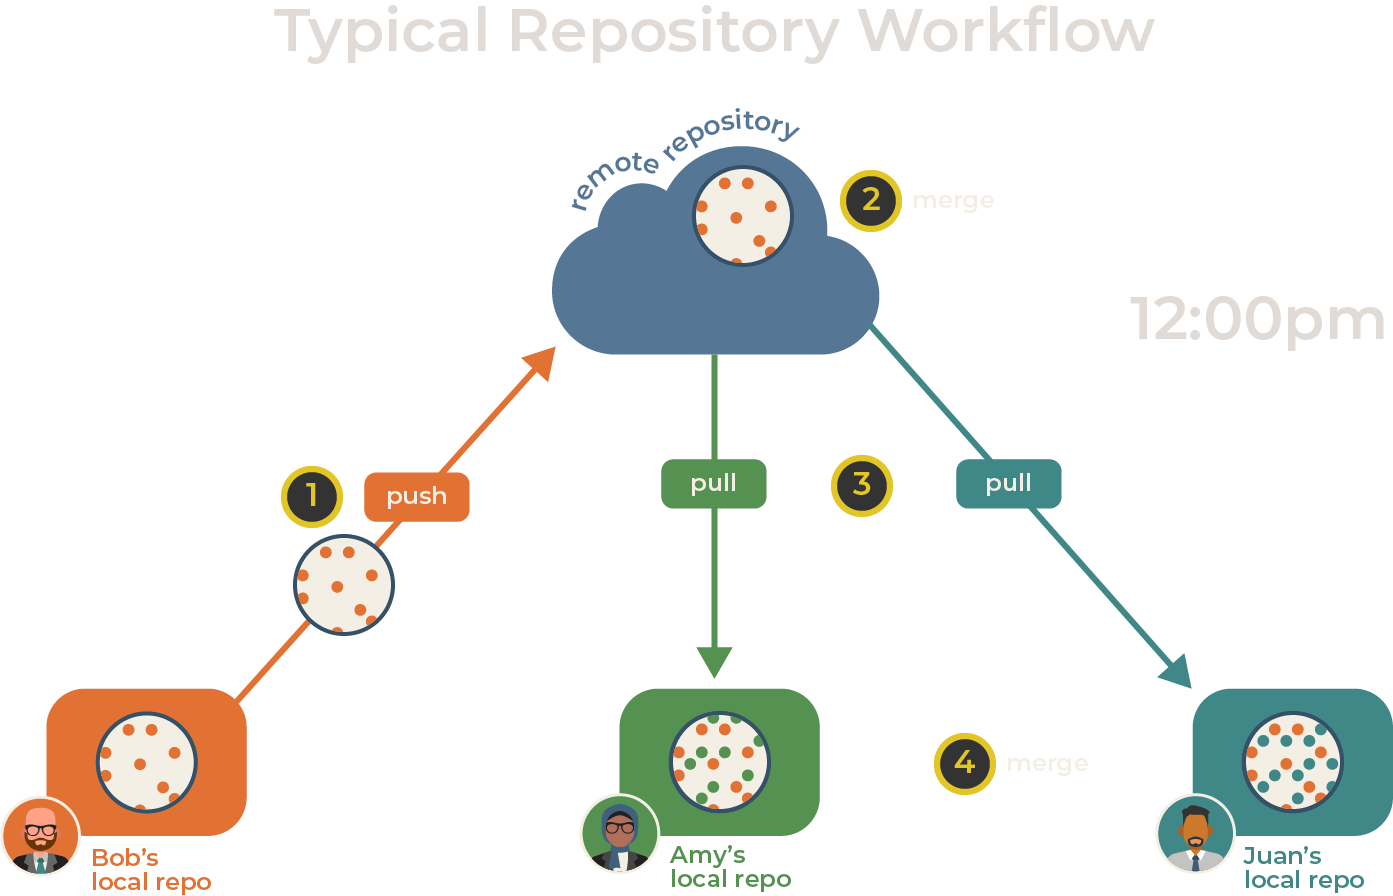 Typical Repository Workflow
remote repository
2
merge
12:00pm
1
push
pull
3
pull
4
merge
Bob's
local repo
Amy's
local repo
Juan's
local repo